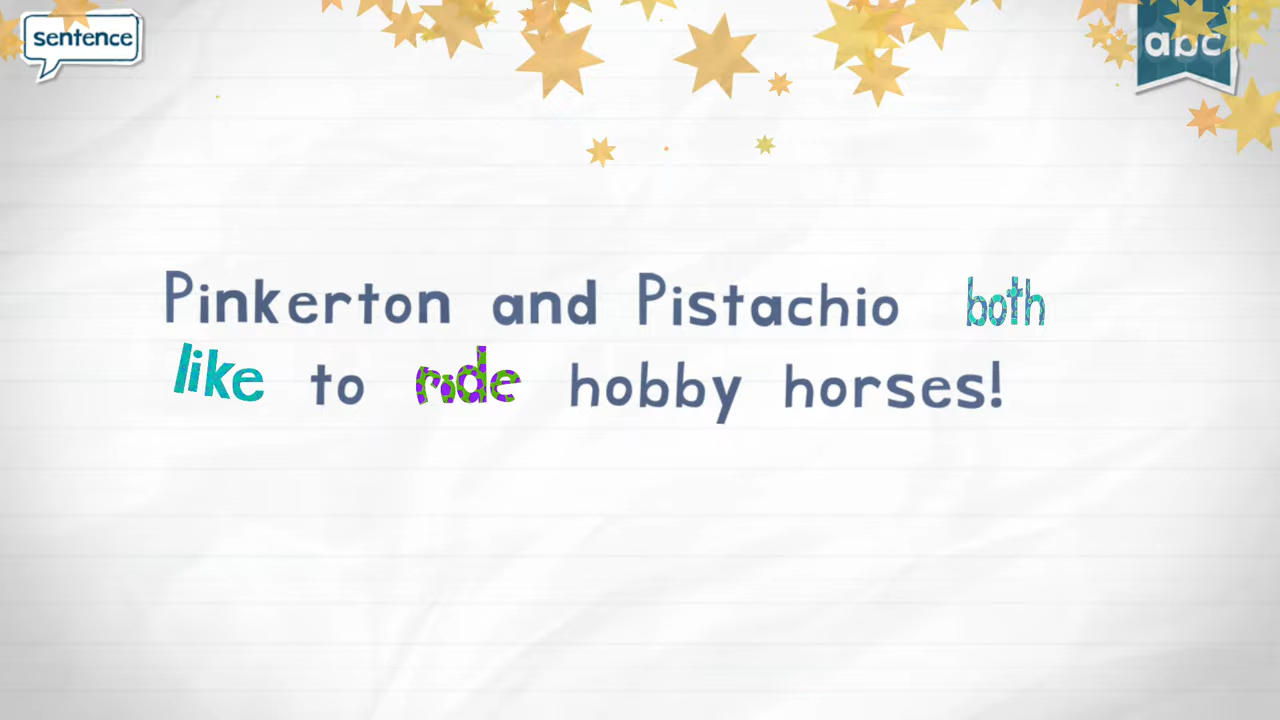 sentence
abc
Pinkerton and Pistachio both
like to ride hobby horses!